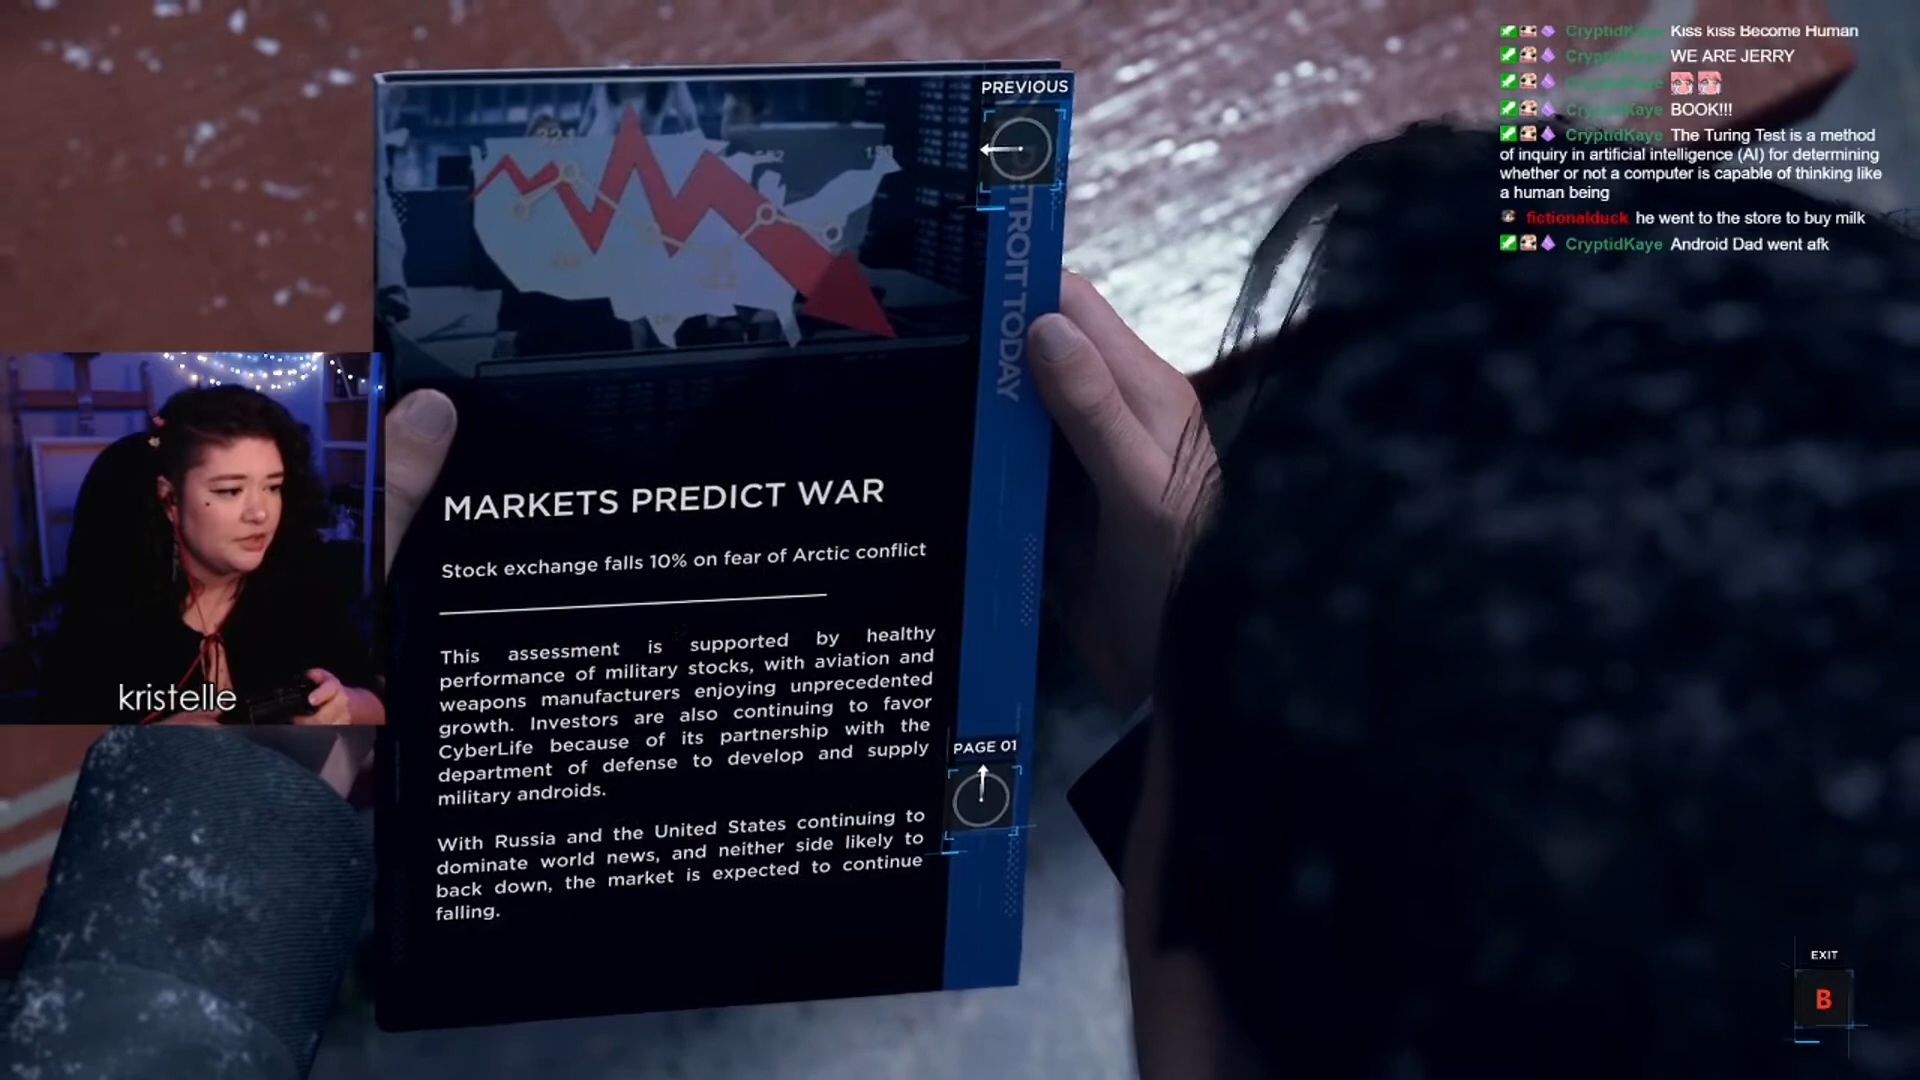 PREVIOUS
DETROIT TODAY
MARKETS PREDICT WAR
Stock exchange falls 10% on fear of Arctic conflict
This assessment is supported by healthy
performance of military stocks, with aviation and
weapons manufacturers enjoying unprecedented
growth. Investors are also continuing to favor
CyberLife because of its partnership with the
department of defense to develop and supply
military androids.
With Russia and the United States continuing to
dominate world news, and neither side likely to
back down, the market is expected to continue
falling.
PAGE 01
kristelle
CryptidKaye Kiss kiss Become Human
CryptidKaye WE ARE JERRY
CryptidKaye
CryptidKaye BOOK!!!
CryptidKaye The Turing Test is a method
of inquiry in artificial intelligence (AI) for determining
whether or not a computer is capable of thinking like
a human being
fictionalduck he went to the store to buy milk
CryptidKaye Android Dad went afk
EXIT
B